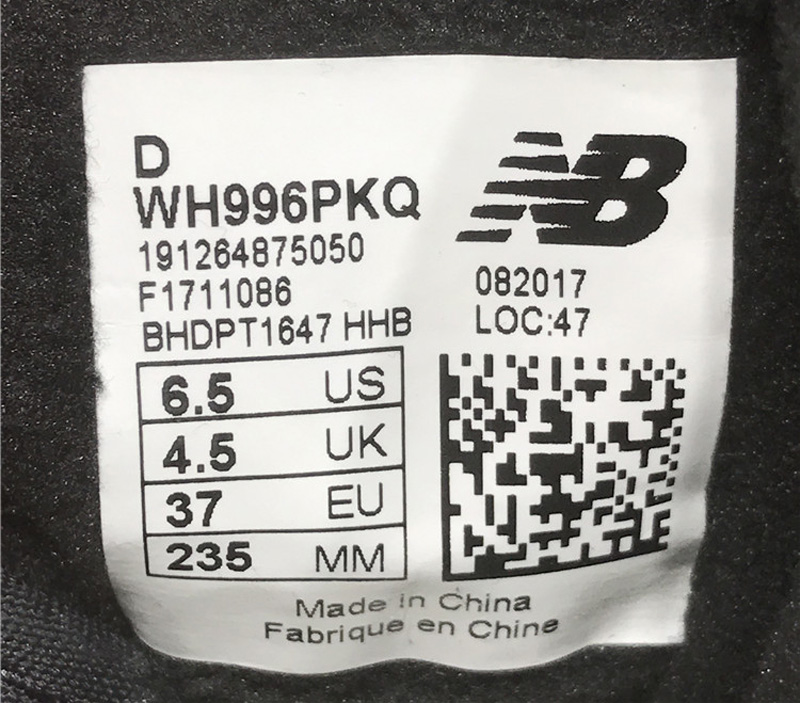 D
WH996PKQ
191264875050
F1711086
BHDPT1647 HHB
NB
082017
LOC:47
6.5 US
4.5 UK
37 EU
235 MM
Made in China
Fabrique en Chine